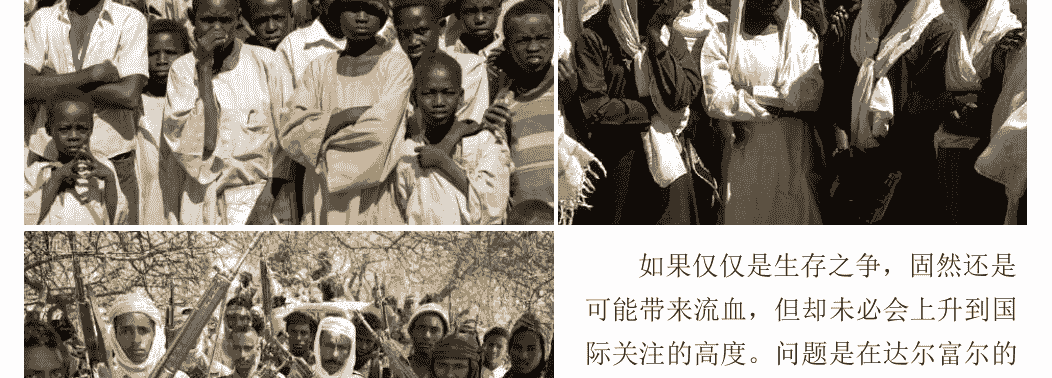 如果仅仅是生存之争，固然还是
可能带来流血，但却未必会上升到国
际关注的高度。问题是在达尔富尔的